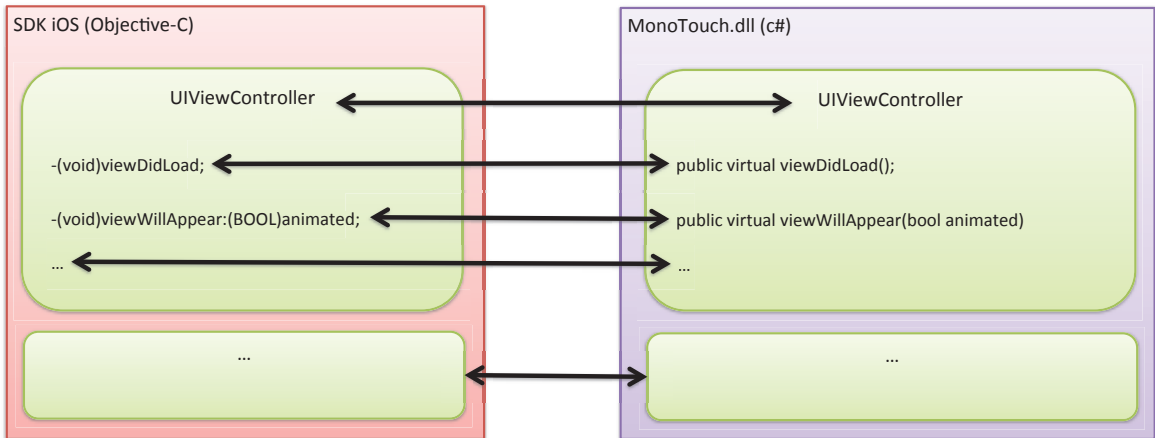 SDK iOS (Objective-C)
UIViewController
-(void)viewDidLoad;
-(void)viewWillAppear:(BOOL)animated;
...
...
MonoTouch.dll (c#)
UIViewController
public virtual viewDidLoad();
public virtual viewWillAppear(bool animated)
...
...